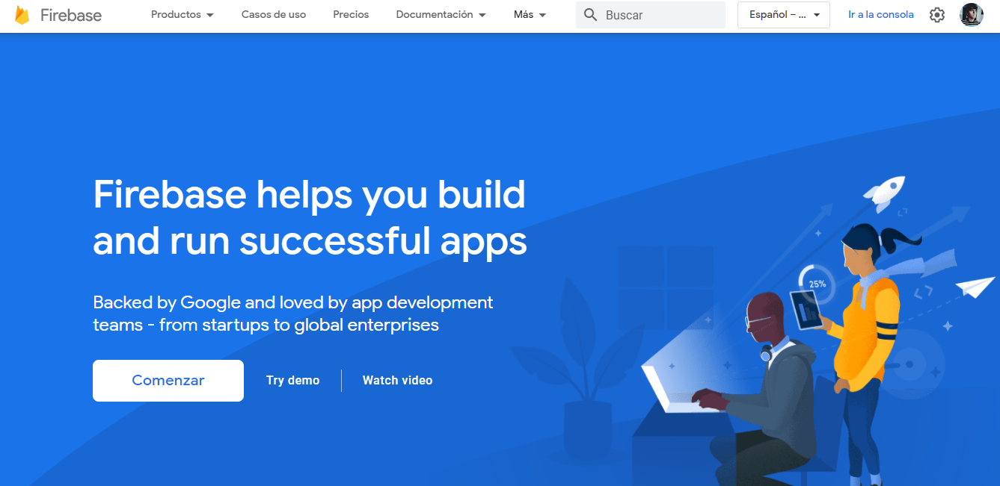 Firebase
Productos
Casos de uso
Precios
Documentación
Más
Buscar
Español – ...
Ir a la consola
Firebase helps you build
and run successful apps
Backed by Google and loved by app development
teams - from startups to global enterprises
Comenzar
Try demo
Watch video
25%